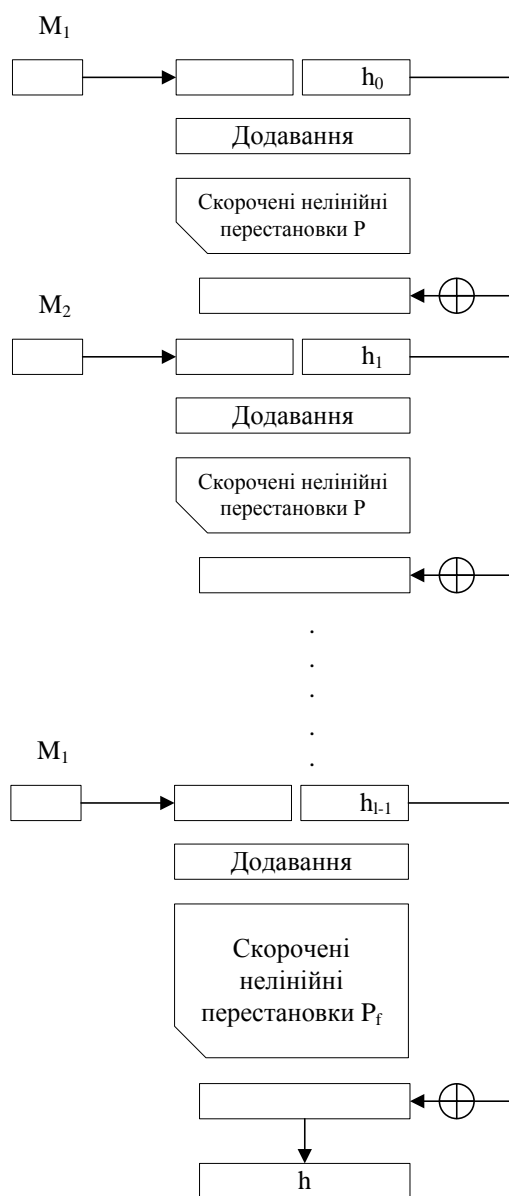 M₁
h₀
Додавання
Скорочені нелінійні
перестановки P
M₂
h₁
Додавання
Скорочені нелінійні
перестановки P
M₁
hₗ₋₁
Додавання
Скорочені
нелінійні
перестановки P_f
h